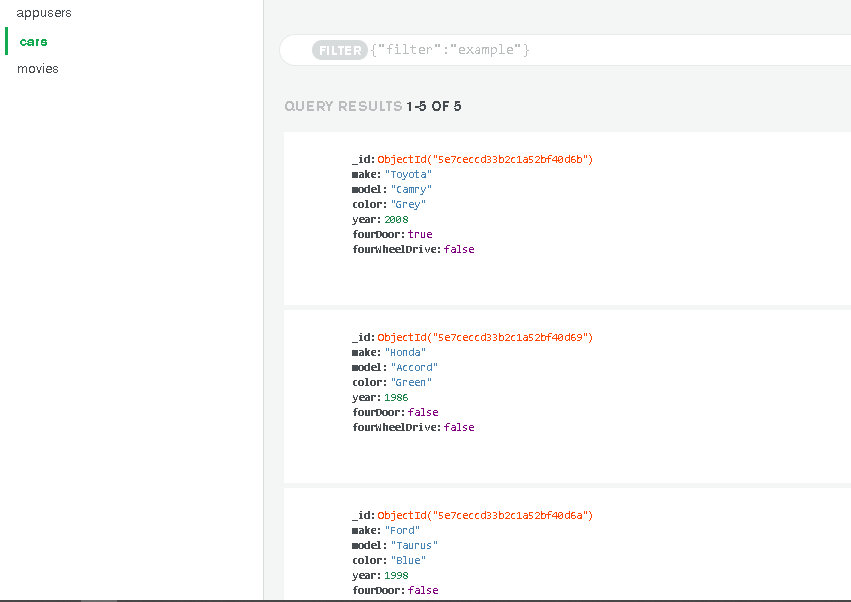 appusers
cars
movies
FILTER {"filter":"example"}
QUERY RESULTS 1-5 OF 5
_id: ObjectId("5e7ceccd33b2c1a52bf40d6b")
make: "Toyota"
model: "Camry"
color: "Grey"
year: 2008
fourDoor: true
fourWheelDrive: false
_id: ObjectId("5e7ceccd33b2c1a52bf40d69")
make: "Honda"
model: "Accord"
color: "Green"
year: 1986
fourDoor: false
fourWheelDrive: false
_id: ObjectId("5e7ceccd33b2c1a52bf40d6a")
make: "Ford"
model: "Taurus"
color: "Blue"
year: 1998
fourDoor: false